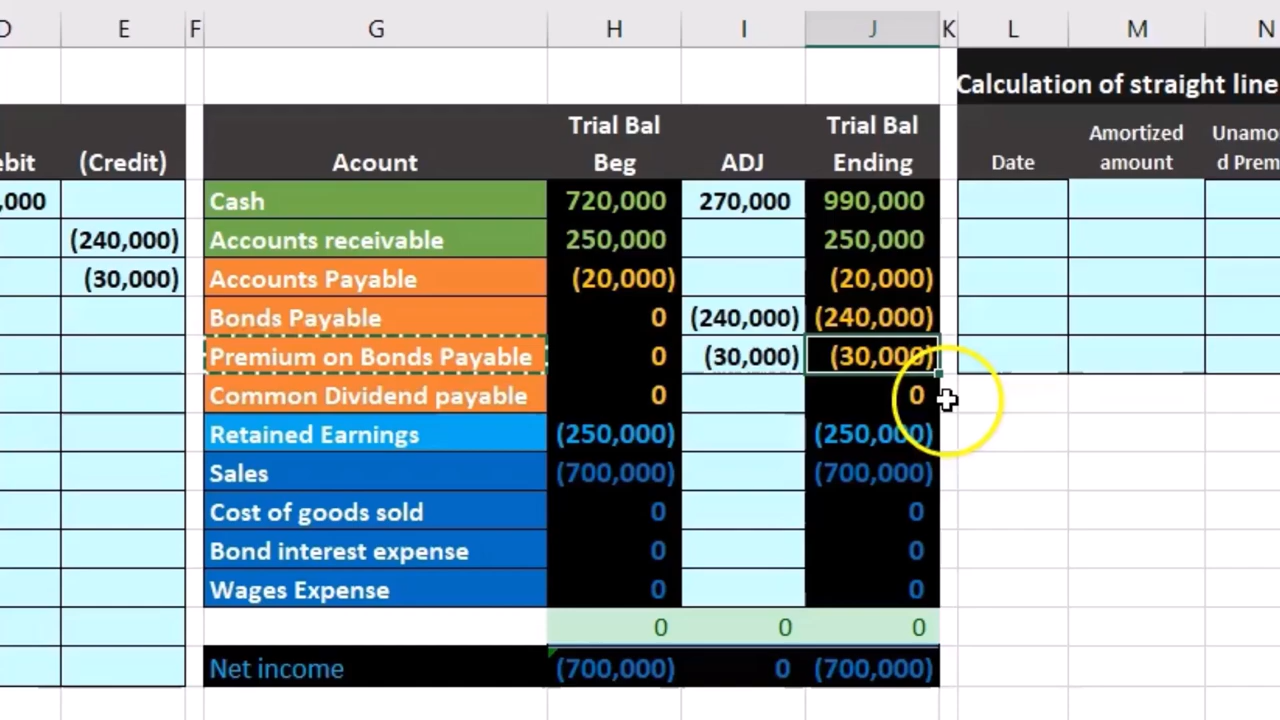 D E F G H I J K L M N
Calculation of straight line
Trial Bal Trial Bal Amortized Unamo
ebit (Credit) Acount Beg ADJ Ending Date amount d Prem
,000 Cash 720,000 270,000 990,000
(240,000) Accounts receivable 250,000 250,000
(30,000) Accounts Payable (20,000) (20,000)
Bonds Payable 0 (240,000) (240,000)
Premium on Bonds Payable 0 (30,000) (30,000)
Common Dividend payable 0 0
Retained Earnings (250,000) (250,000)
Sales (700,000) (700,000)
Cost of goods sold 0 0
Bond interest expense 0 0
Wages Expense 0 0
0 0 0
Net income (700,000) 0 (700,000)